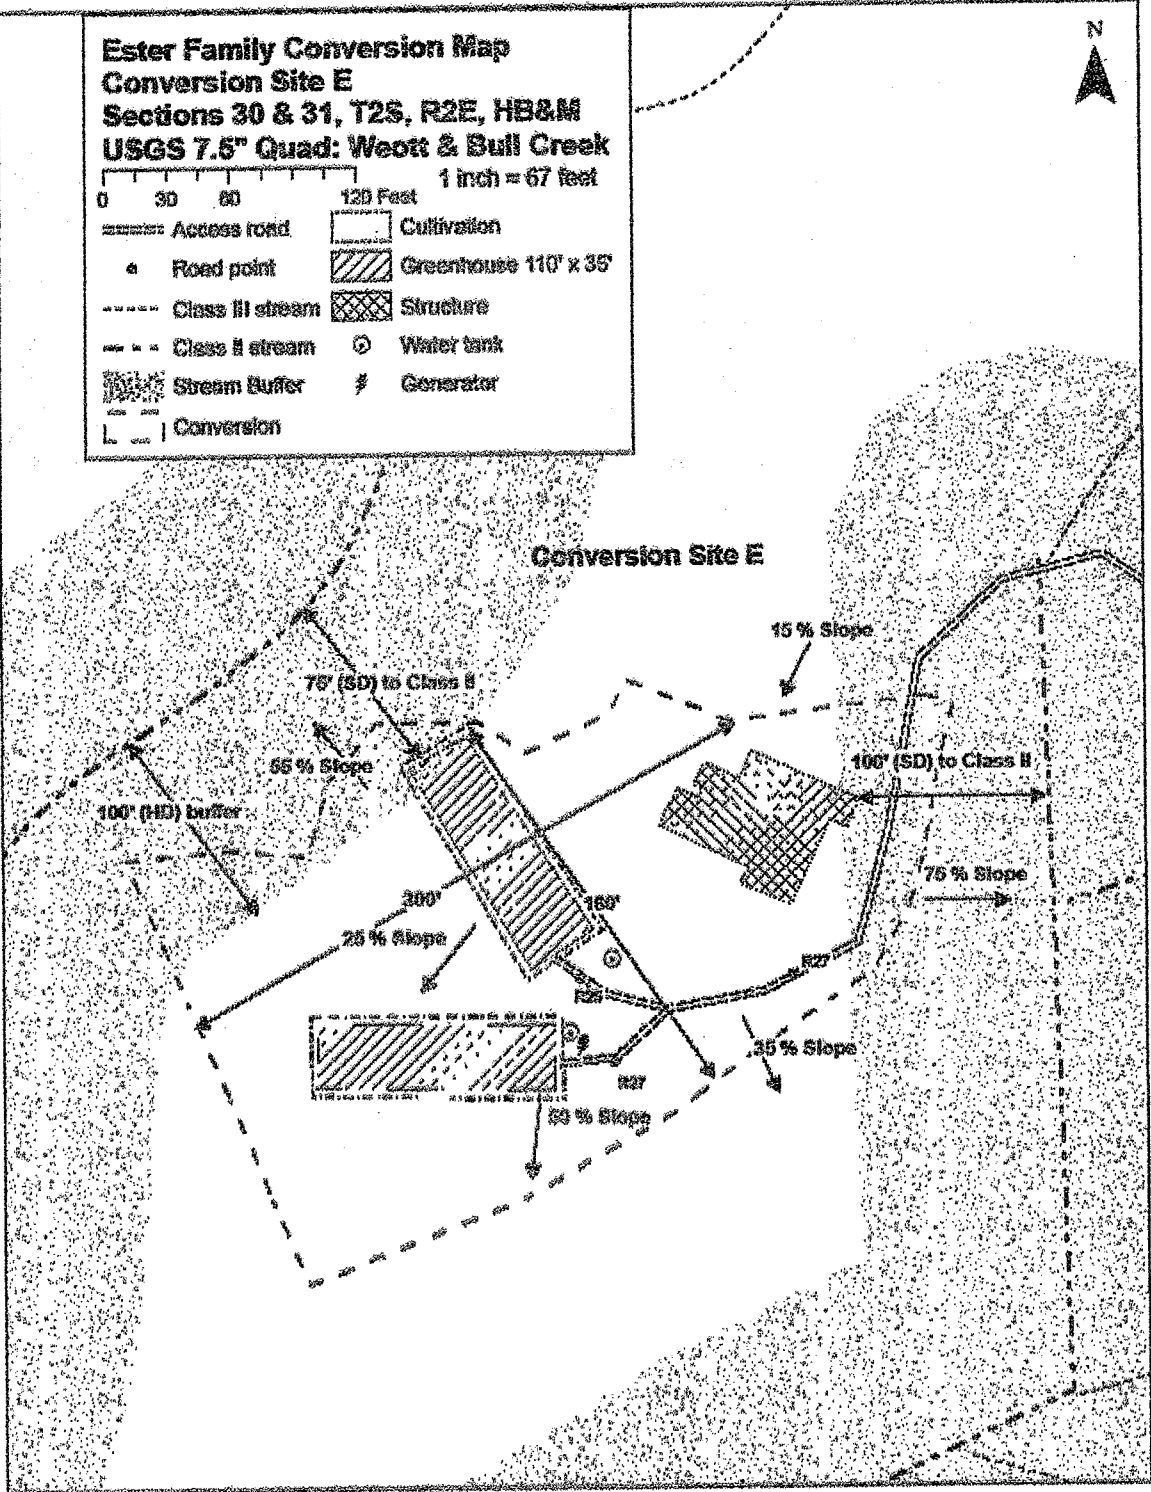 Ester Family Conversion Map
Conversion Site E
Sections 30 & 31, T2S, R2E, HB&M
USGS 7.5" Quad: Weott & Bull Creek
1 inch = 67 feet
0 30 60 120 Feet
Access road
Cultivation
Road point
Greenhouse 110' x 35'
Class III stream
Structure
Class II stream
Water tank
Stream Buffer
Generator
Conversion
N
Conversion Site E
15 % Slope
75' (SD) to Class II
55 % Slope
100' (SD) to Class II
100' (HD) buffer
75 % Slope
300'
160'
25 % Slope
R27
35 % Slope
R27
50 % Slope